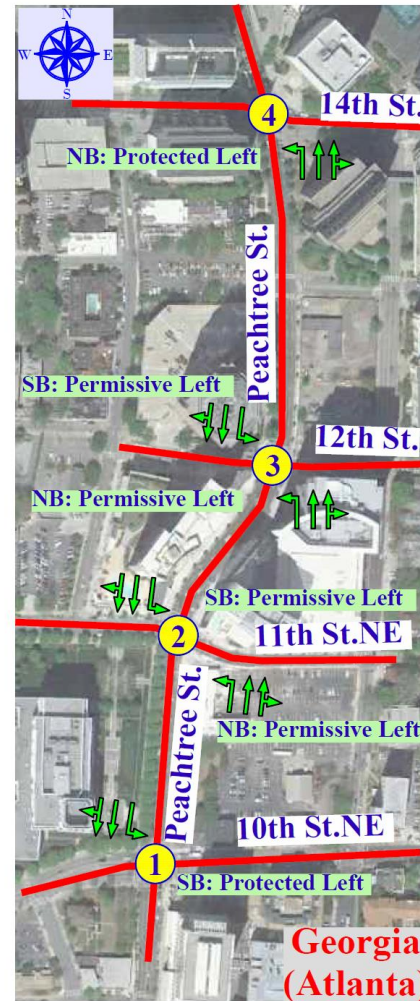 N
W E
S
14th St.
4
NB: Protected Left
Peachtree St.
SB: Permissive Left
12th St.
3
NB: Permissive Left
SB: Permissive Left
2
11th St.NE
Peachtree St.
NB: Permissive Left
10th St.NE
1
SB: Protected Left
Georgia
(Atlanta